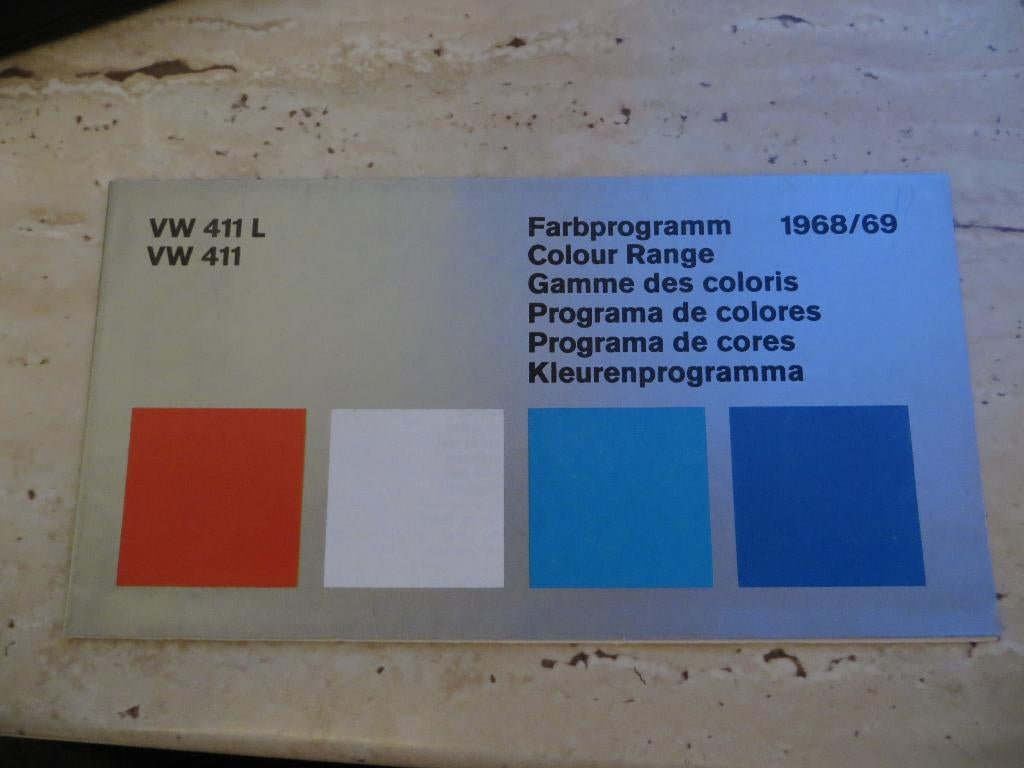 VW 411 L
VW 411
Farbprogramm 1968/69
Colour Range
Gamme des coloris
Programa de colores
Programa de cores
Kleurenprogramma